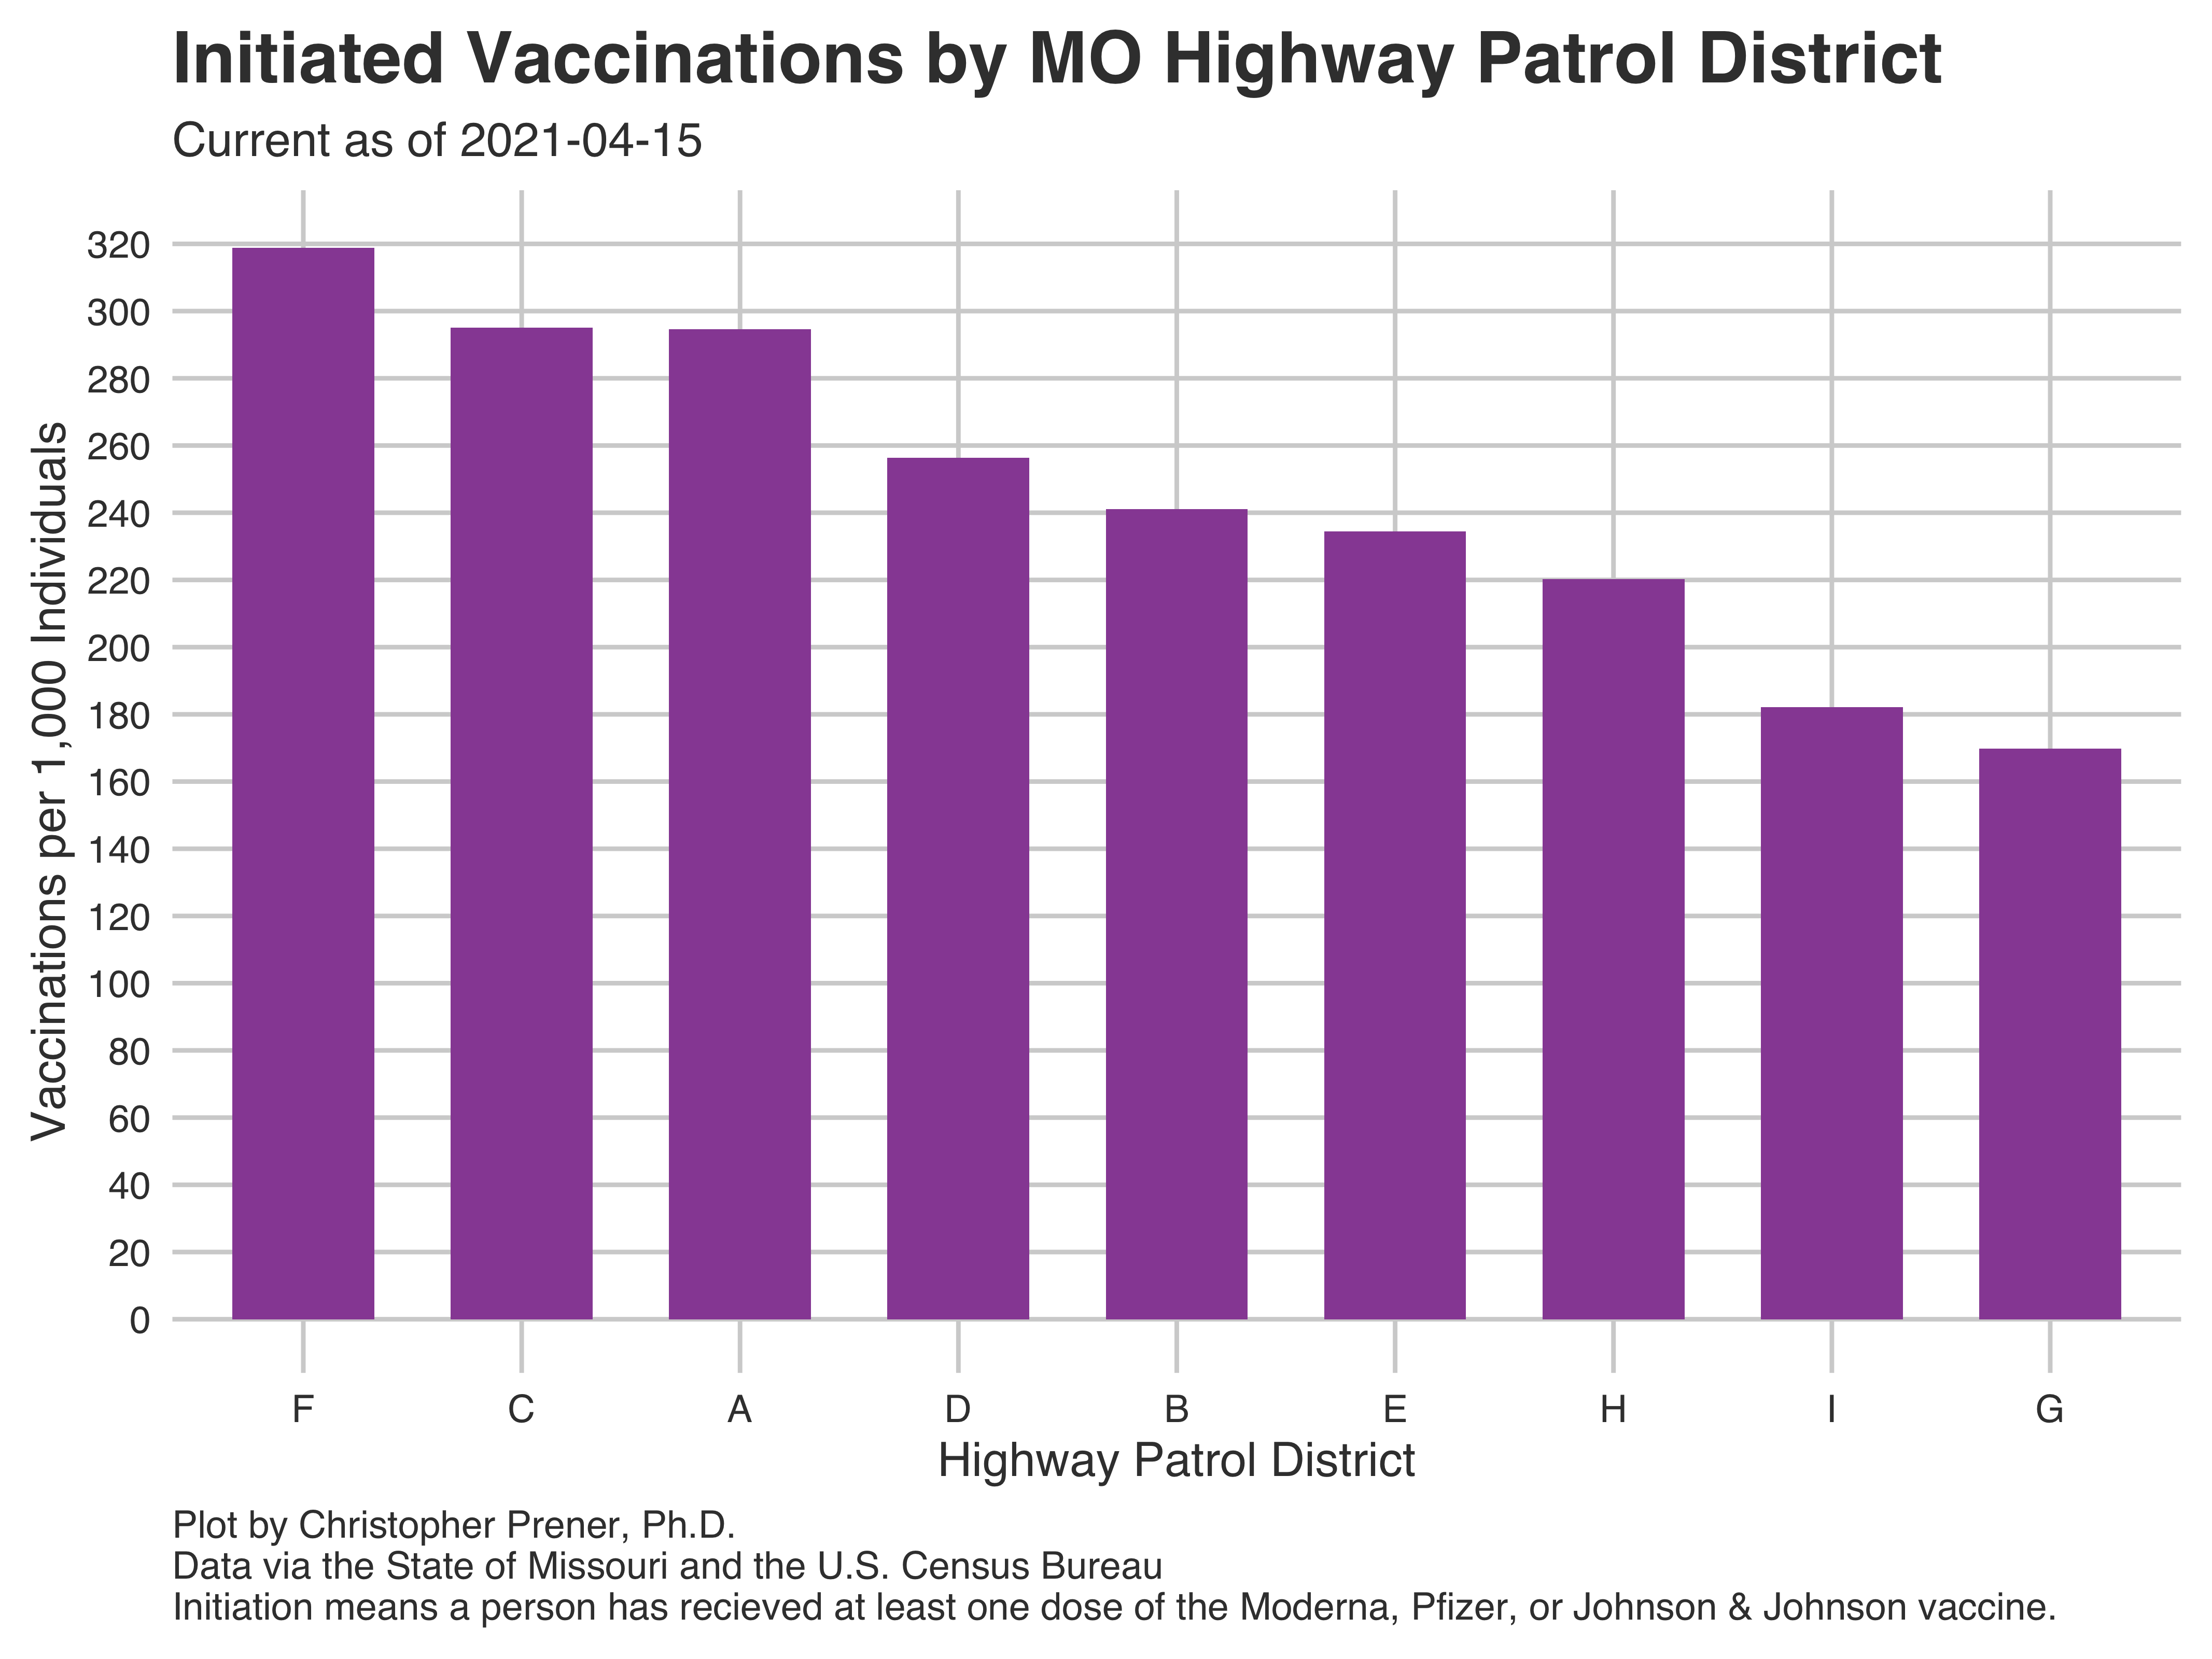 Initiated Vaccinations by MO Highway Patrol District
Current as of 2021-04-15
Vaccinations per 1,000 Individuals
320
300
280
260
240
220
200
180
160
140
120
100
80
60
40
20
0
F C A D B E H I G
Highway Patrol District
Plot by Christopher Prener, Ph.D.
Data via the State of Missouri and the U.S. Census Bureau
Initiation means a person has recieved at least one dose of the Moderna, Pfizer, or Johnson & Johnson vaccine.